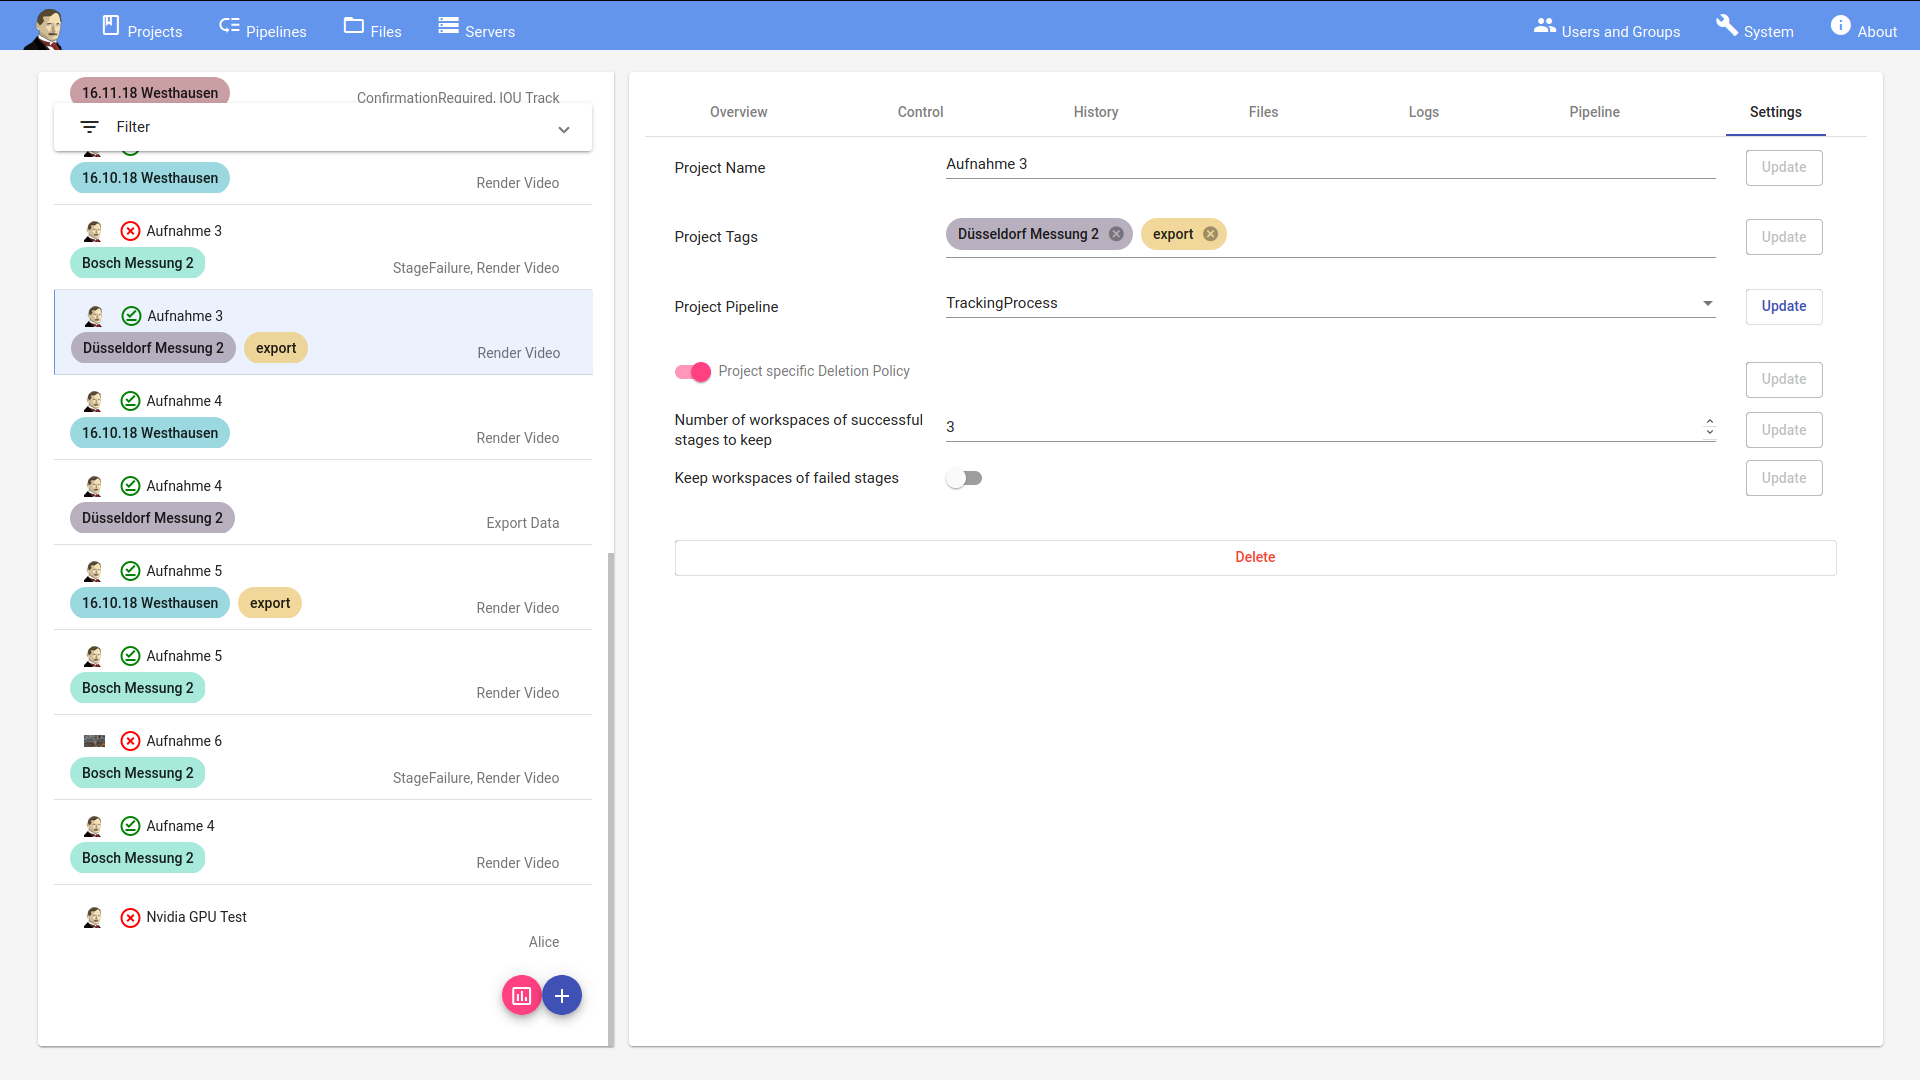 Projects
Pipelines
Files
Servers
Users and Groups
System
About
16.11.18 Westhausen
ConfirmationRequired, IOU Track
Filter
16.10.18 Westhausen
Render Video
Aufnahme 3
Bosch Messung 2
StageFailure, Render Video
Aufnahme 3
Düsseldorf Messung 2
export
Render Video
Aufnahme 4
16.10.18 Westhausen
Render Video
Aufnahme 4
Düsseldorf Messung 2
Export Data
Aufnahme 5
16.10.18 Westhausen
export
Render Video
Aufnahme 5
Bosch Messung 2
Render Video
Aufnahme 6
Bosch Messung 2
StageFailure, Render Video
Aufname 4
Bosch Messung 2
Render Video
Nvidia GPU Test
Alice
Overview
Control
History
Files
Logs
Pipeline
Settings
Project Name
Aufnahme 3
Update
Project Tags
Düsseldorf Messung 2
export
Update
Project Pipeline
TrackingProcess
Update
Project specific Deletion Policy
Update
Number of workspaces of successful
stages to keep
3
Update
Keep workspaces of failed stages
Update
Delete